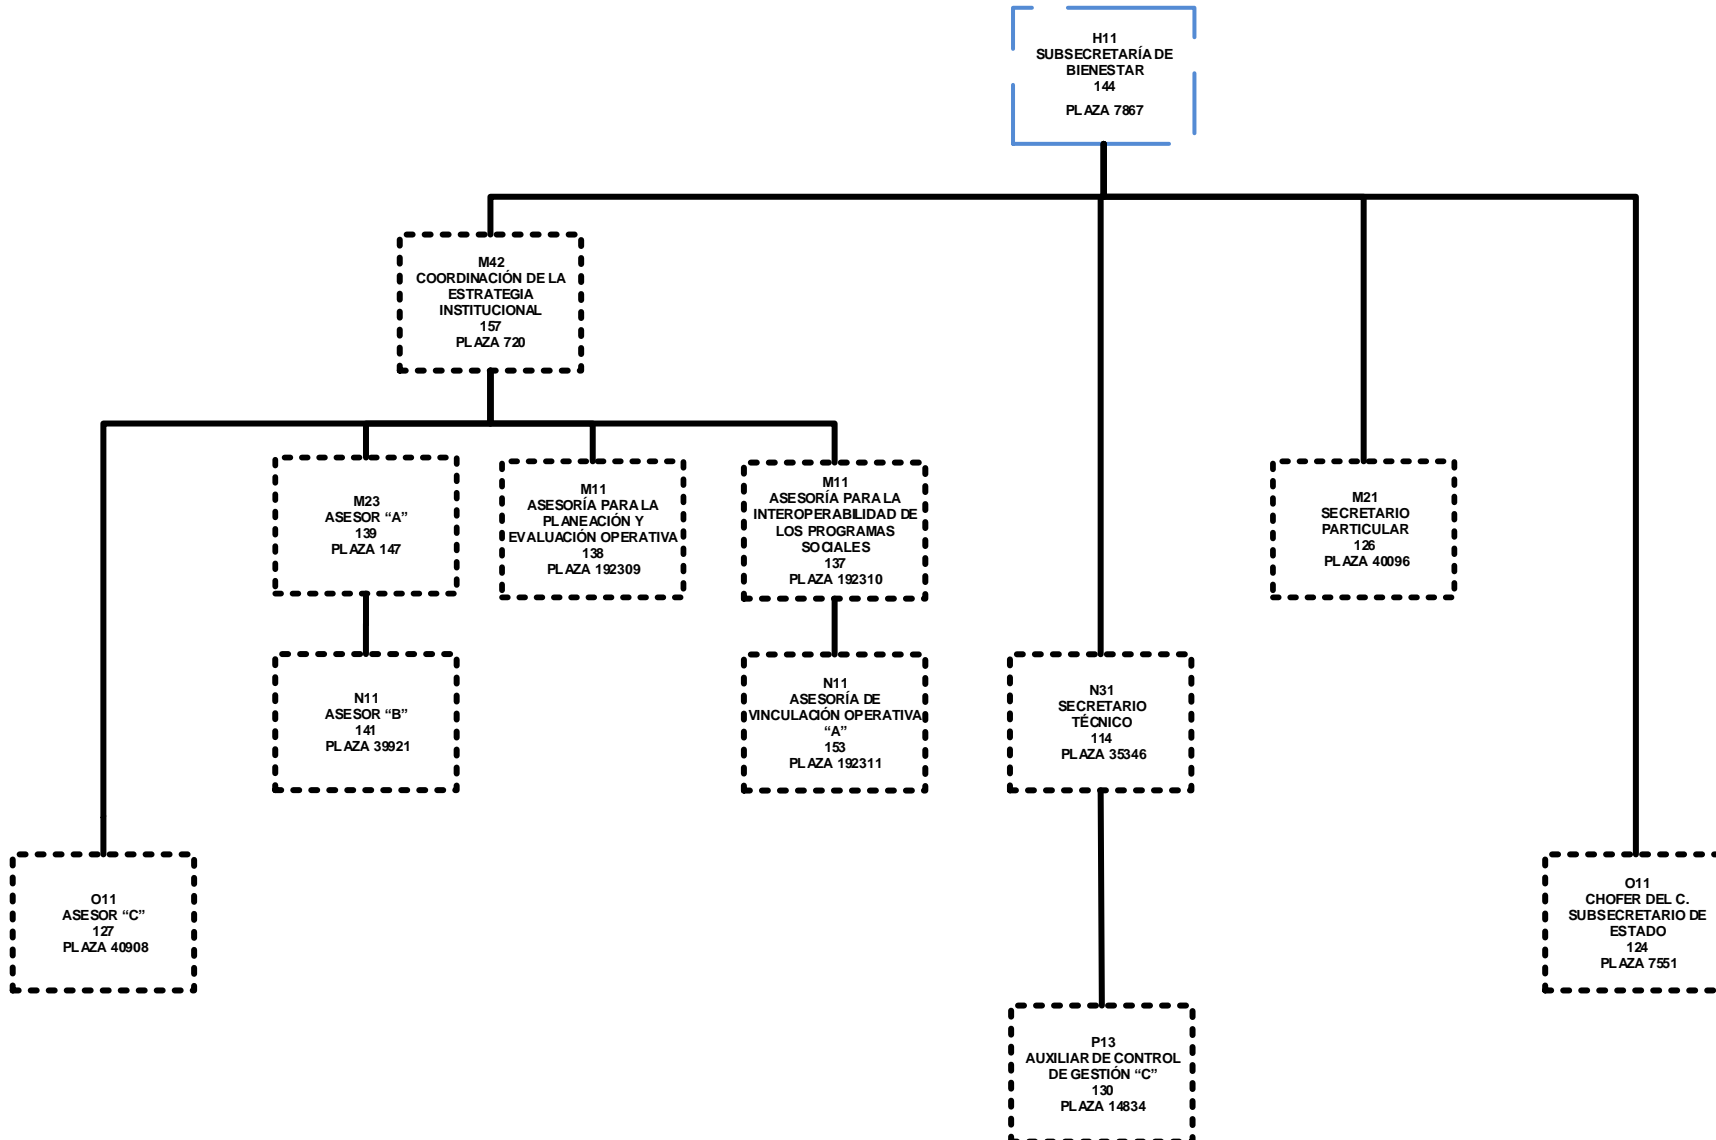 H11
SUBSECRETARÍA DE
BIENESTAR
144
PLAZA 7867
M42
COORDINACIÓN DE LA
ESTRATEGIA
INSTITUCIONAL
157
PLAZA 720
M23
ASESOR “A”
139
PLAZA 147
M11
ASESORÍA PARA LA
PLANEACIÓN Y
EVALUACIÓN OPERATIVA
138
PLAZA 192309
M11
ASESORÍA PARA LA
INTEROPERABILIDAD DE
LOS PROGRAMAS
SOCIALES
137
PLAZA 192310
M21
SECRETARIO
PARTICULAR
126
PLAZA 40096
N11
ASESOR “B”
141
PLAZA 39921
N11
ASESORÍA DE
VINCULACIÓN OPERATIVA
“A”
153
PLAZA 192311
N31
SECRETARIO
TÉCNICO
114
PLAZA 35346
O11
ASESOR “C”
127
PLAZA 40908
O11
CHOFER DEL C.
SUBSECRETARIO DE
ESTADO
124
PLAZA 7551
P13
AUXILIAR DE CONTROL
DE GESTIÓN “C”
130
PLAZA 14834